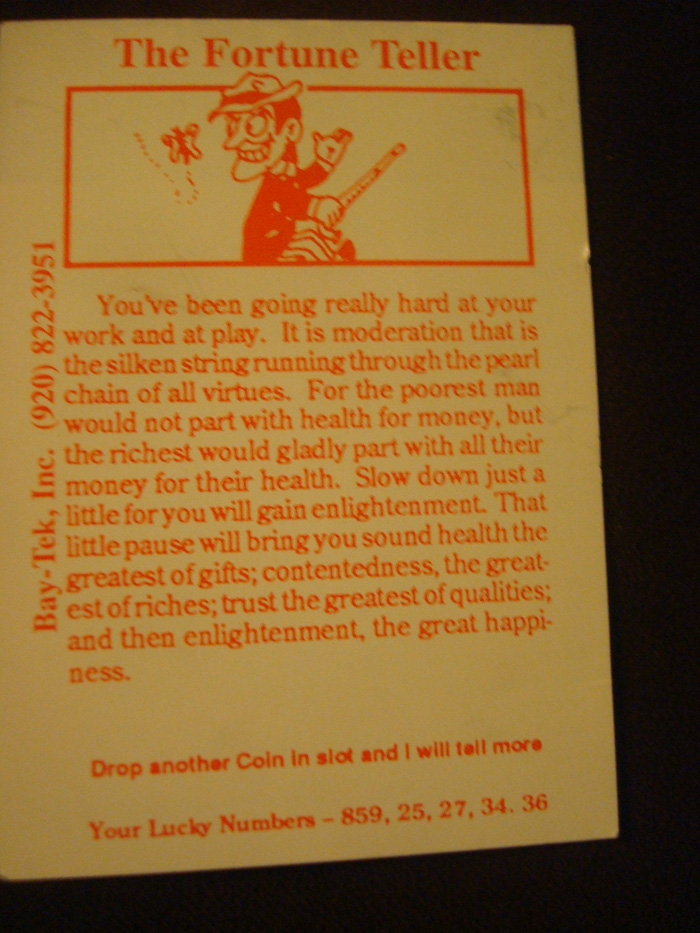 The Fortune Teller
Bay-Tek, Inc. (920) 822-3951
You've been going really hard at your
work and at play. It is moderation that is
the silken string running through the pearl
chain of all virtues. For the poorest man
would not part with health for money, but
the richest would gladly part with all their
money for their health. Slow down just a
little for you will gain enlightenment. That
little pause will bring you sound health the
greatest of gifts; contentedness, the great-
est of riches; trust the greatest of qualities;
and then enlightenment, the great happi-
ness.
Drop another Coin in slot and I will tell more
Your Lucky Numbers - 859, 25, 27, 34. 36